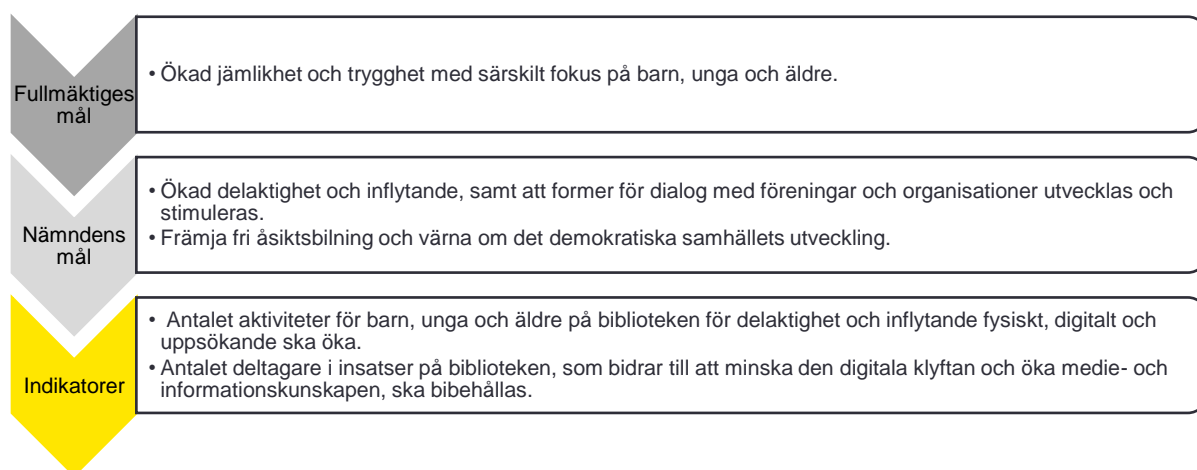 Fullmäktiges
mål
• Ökad jämlikhet och trygghet med särskilt fokus på barn, unga och äldre.
Nämndens
mål
• Ökad delaktighet och inflytande, samt att former för dialog med föreningar och organisationer utvecklas och
stimuleras.
• Främja fri åsiktsbilning och värna om det demokratiska samhällets utveckling.
Indikatorer
• Antalet aktiviteter för barn, unga och äldre på biblioteken för delaktighet och inflytande fysiskt, digitalt och
uppsökande ska öka.
• Antalet deltagare i insatser på biblioteken, som bidrar till att minska den digitala klyftan och öka medie- och
informationskunskapen, ska bibehållas.